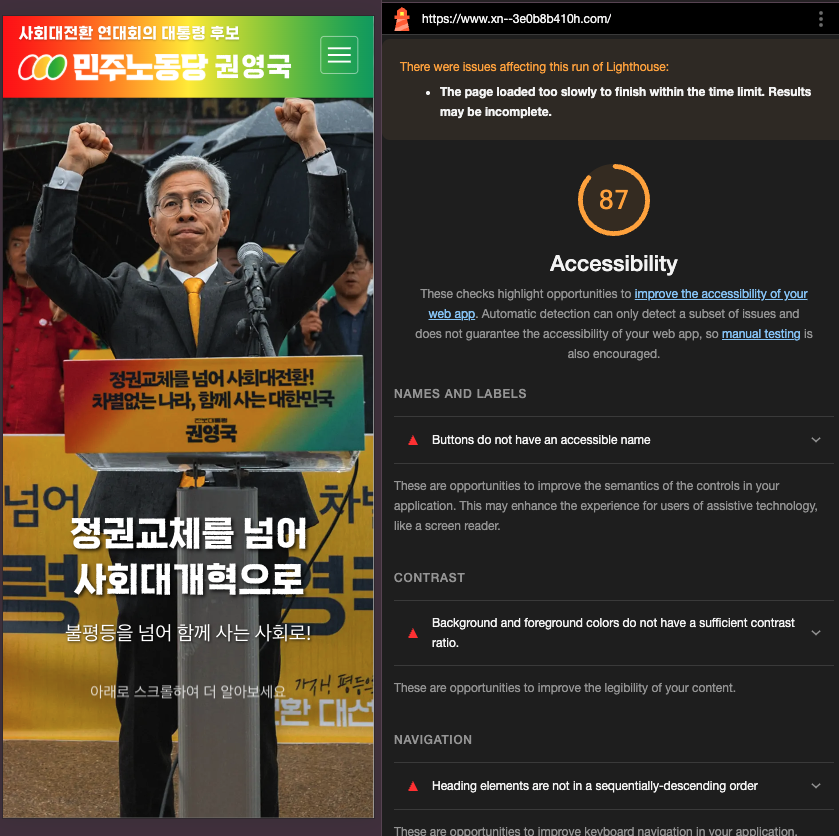 사회대전환 연대회의 대통령 후보
민주노동당 권영국
정권교체를 넘어 사회대전환!
차별없는 나라, 함께 사는 대한민국
권영국
넘어
차별
령
영국
정권교체를 넘어
사회대개혁으로
불평등을 넘어 함께 사는 사회로!
아래로 스크롤하여 더 알아보세요
가자! 평등으로
환 대선
https://www.xn--3e0b8b410h.com/
There were issues affecting this run of Lighthouse:
• The page loaded too slowly to finish within the time limit. Results
may be incomplete.
87
Accessibility
These checks highlight opportunities to improve the accessibility of your
web app. Automatic detection can only detect a subset of issues and
does not guarantee the accessibility of your web app, so manual testing is
also encouraged.
NAMES AND LABELS
Buttons do not have an accessible name
These are opportunities to improve the semantics of the controls in your
application. This may enhance the experience for users of assistive technology,
like a screen reader.
CONTRAST
Background and foreground colors do not have a sufficient contrast
ratio.
These are opportunities to improve the legibility of your content.
NAVIGATION
Heading elements are not in a sequentially-descending order
These are opportunities to improve keyboard navigation in your application.